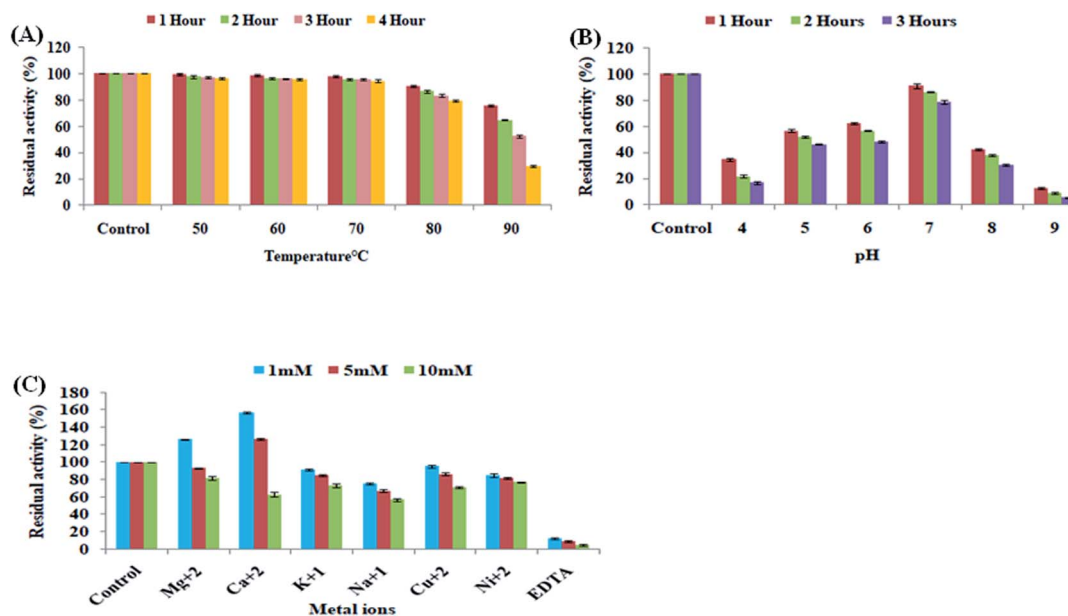 (A)
1 Hour 2 Hour 3 Hour 4 Hour
Residual activity (%)
120
100
80
60
40
20
0
Control 50 60 70 80 90
Temperature°C
(B)
1 Hour 2 Hours 3 Hours
Residual activity (%)
120
100
80
60
40
20
0
Control 4 5 6 7 8 9
pH
(C)
1mM 5mM 10mM
Residual activity (%)
180
160
140
120
100
80
60
40
20
0
Control Mg+2 Ca+2 K+1 Na+1 Cu+2 Ni+2 EDTA
Metal ions